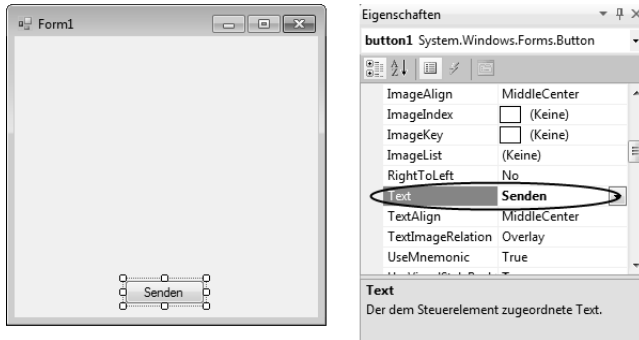 Form1
Senden
Eigenschaften
button1 System.Windows.Forms.Button
ImageAlign MiddleCenter
ImageIndex (Keine)
ImageKey (Keine)
ImageList (Keine)
RightToLeft No
Text Senden
TextAlign MiddleCenter
TextImageRelation Overlay
UseMnemonic True
Text
Der dem Steuerelement zugeordnete Text.